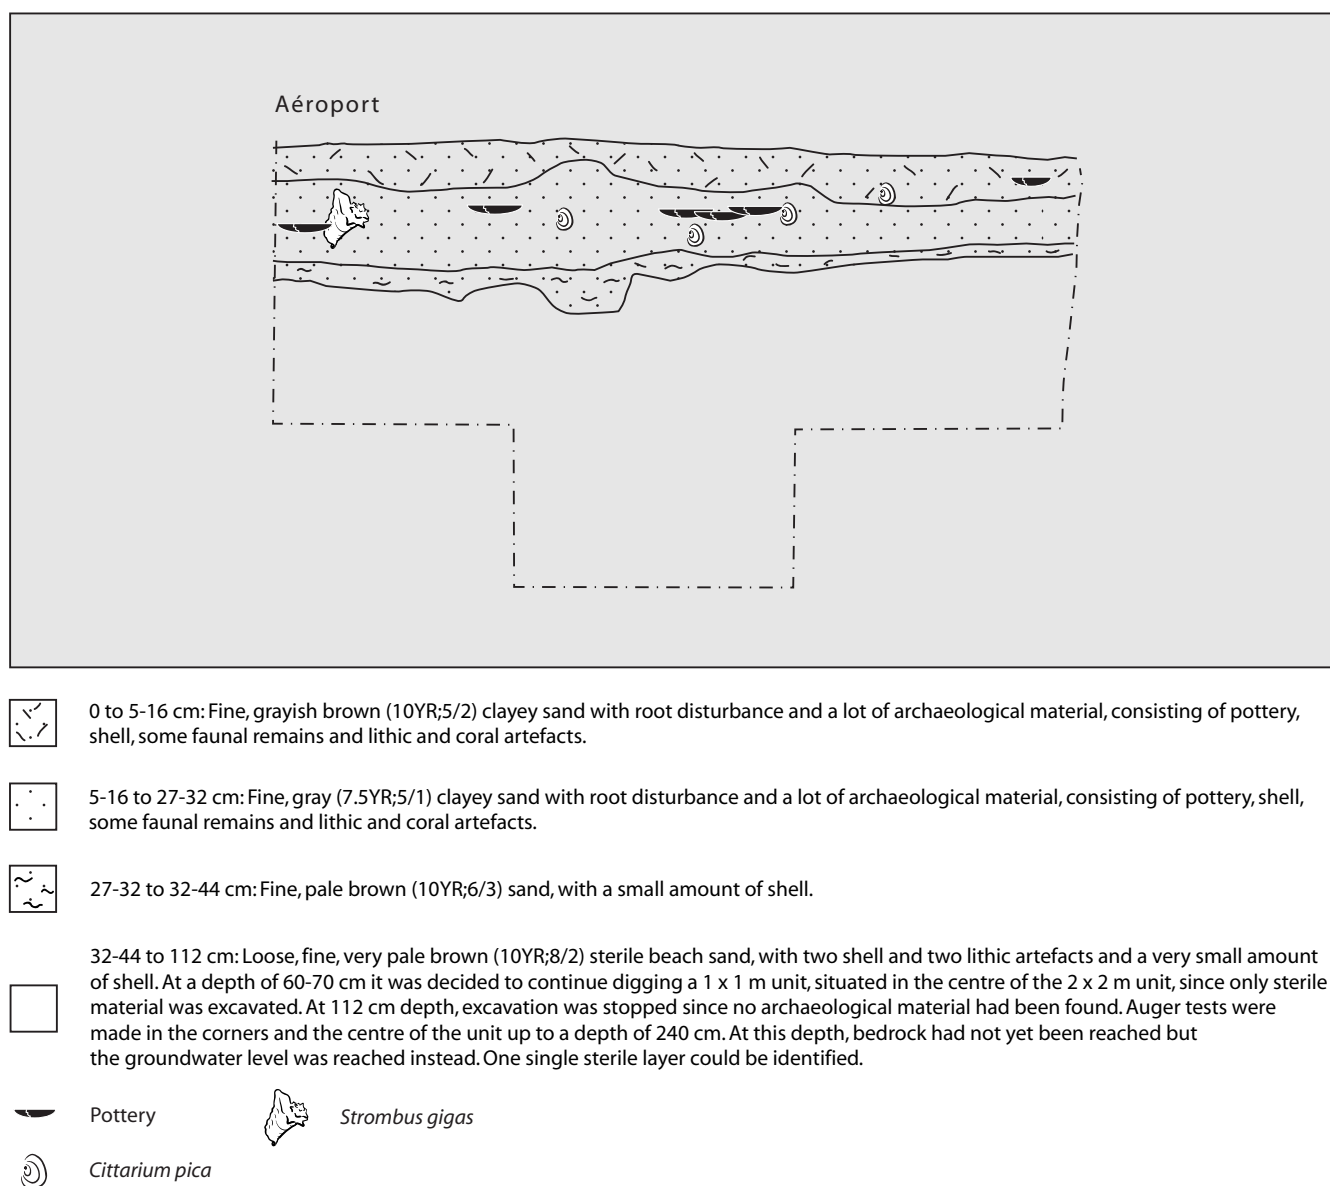 Aéroport
0 to 5-16 cm: Fine, grayish brown (10YR;5/2) clayey sand with root disturbance and a lot of archaeological material, consisting of pottery,
shell, some faunal remains and lithic and coral artefacts.
5-16 to 27-32 cm: Fine, gray (7.5YR;5/1) clayey sand with root disturbance and a lot of archaeological material, consisting of pottery, shell,
some faunal remains and lithic and coral artefacts.
27-32 to 32-44 cm: Fine, pale brown (10YR;6/3) sand, with a small amount of shell.
32-44 to 112 cm: Loose, fine, very pale brown (10YR;8/2) sterile beach sand, with two shell and two lithic artefacts and a very small amount
of shell. At a depth of 60-70 cm it was decided to continue digging a 1 x 1 m unit, situated in the centre of the 2 x 2 m unit, since only sterile
material was excavated. At 112 cm depth, excavation was stopped since no archaeological material had been found. Auger tests were
made in the corners and the centre of the unit up to a depth of 240 cm. At this depth, bedrock had not yet been reached but
the groundwater level was reached instead. One single sterile layer could be identified.
Pottery
Strombus gigas
Cittarium pica